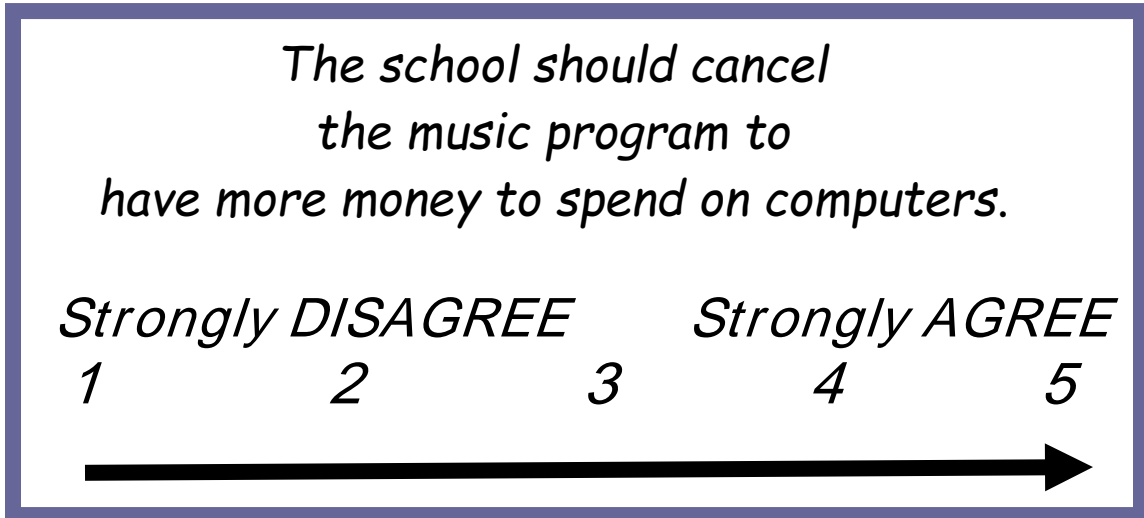 The school should cancel
the music program to
have more money to spend on computers.
Strongly DISAGREE Strongly AGREE
1 2 3 4 5